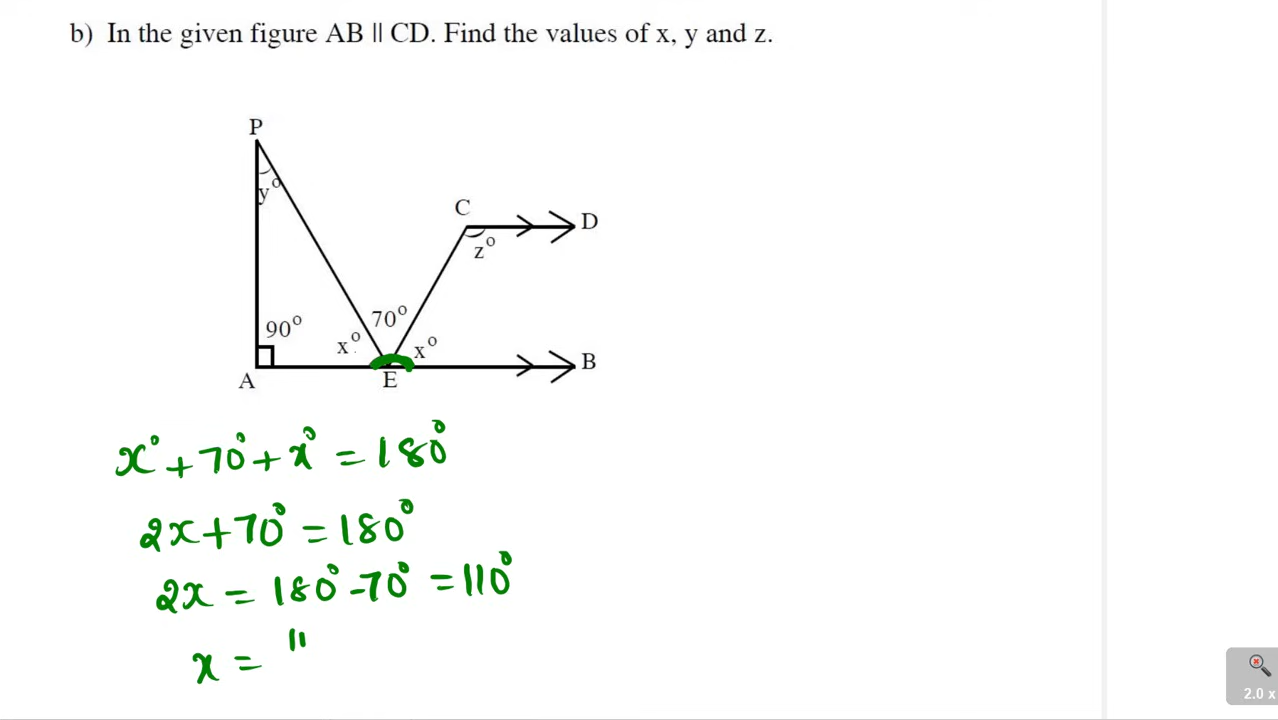 b) In the given figure AB || CD. Find the values of x, y and z.
P
y°
C
D
z°
90°
70°
x°
x°
A
E
B
x° + 70° + x° = 180°
2x + 70° = 180°
2x = 180° - 70° = 110°
x = 11
2.0 x